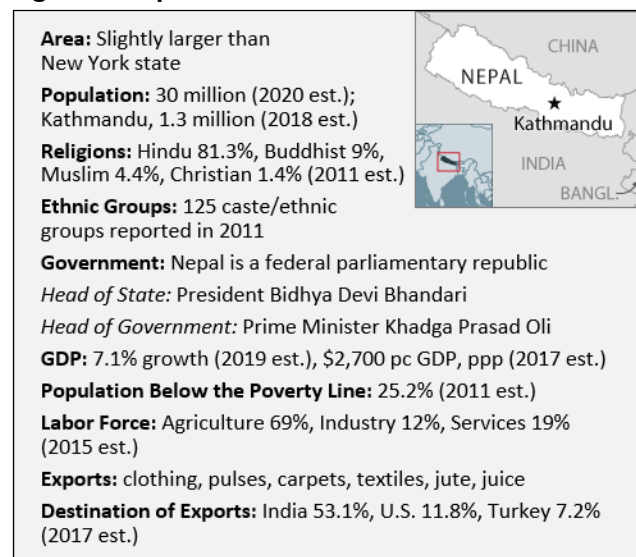 Area: Slightly larger than
New York state
Population: 30 million (2020 est.);
Kathmandu, 1.3 million (2018 est.)
Religions: Hindu 81.3%, Buddhist 9%,
Muslim 4.4%, Christian 1.4% (2011 est.)
Ethnic Groups: 125 caste/ethnic
groups reported in 2011
Government: Nepal is a federal parliamentary republic
Head of State: President Bidhya Devi Bhandari
Head of Government: Prime Minister Khadga Prasad Oli
GDP: 7.1% growth (2019 est.), $2,700 pc GDP, ppp (2017 est.)
Population Below the Poverty Line: 25.2% (2011 est.)
Labor Force: Agriculture 69%, Industry 12%, Services 19%
(2015 est.)
Exports: clothing, pulses, carpets, textiles, jute, juice
Destination of Exports: India 53.1%, U.S. 11.8%, Turkey 7.2%
(2017 est.)
CHINA
NEPAL
Kathmandu
INDIA
BANGL.